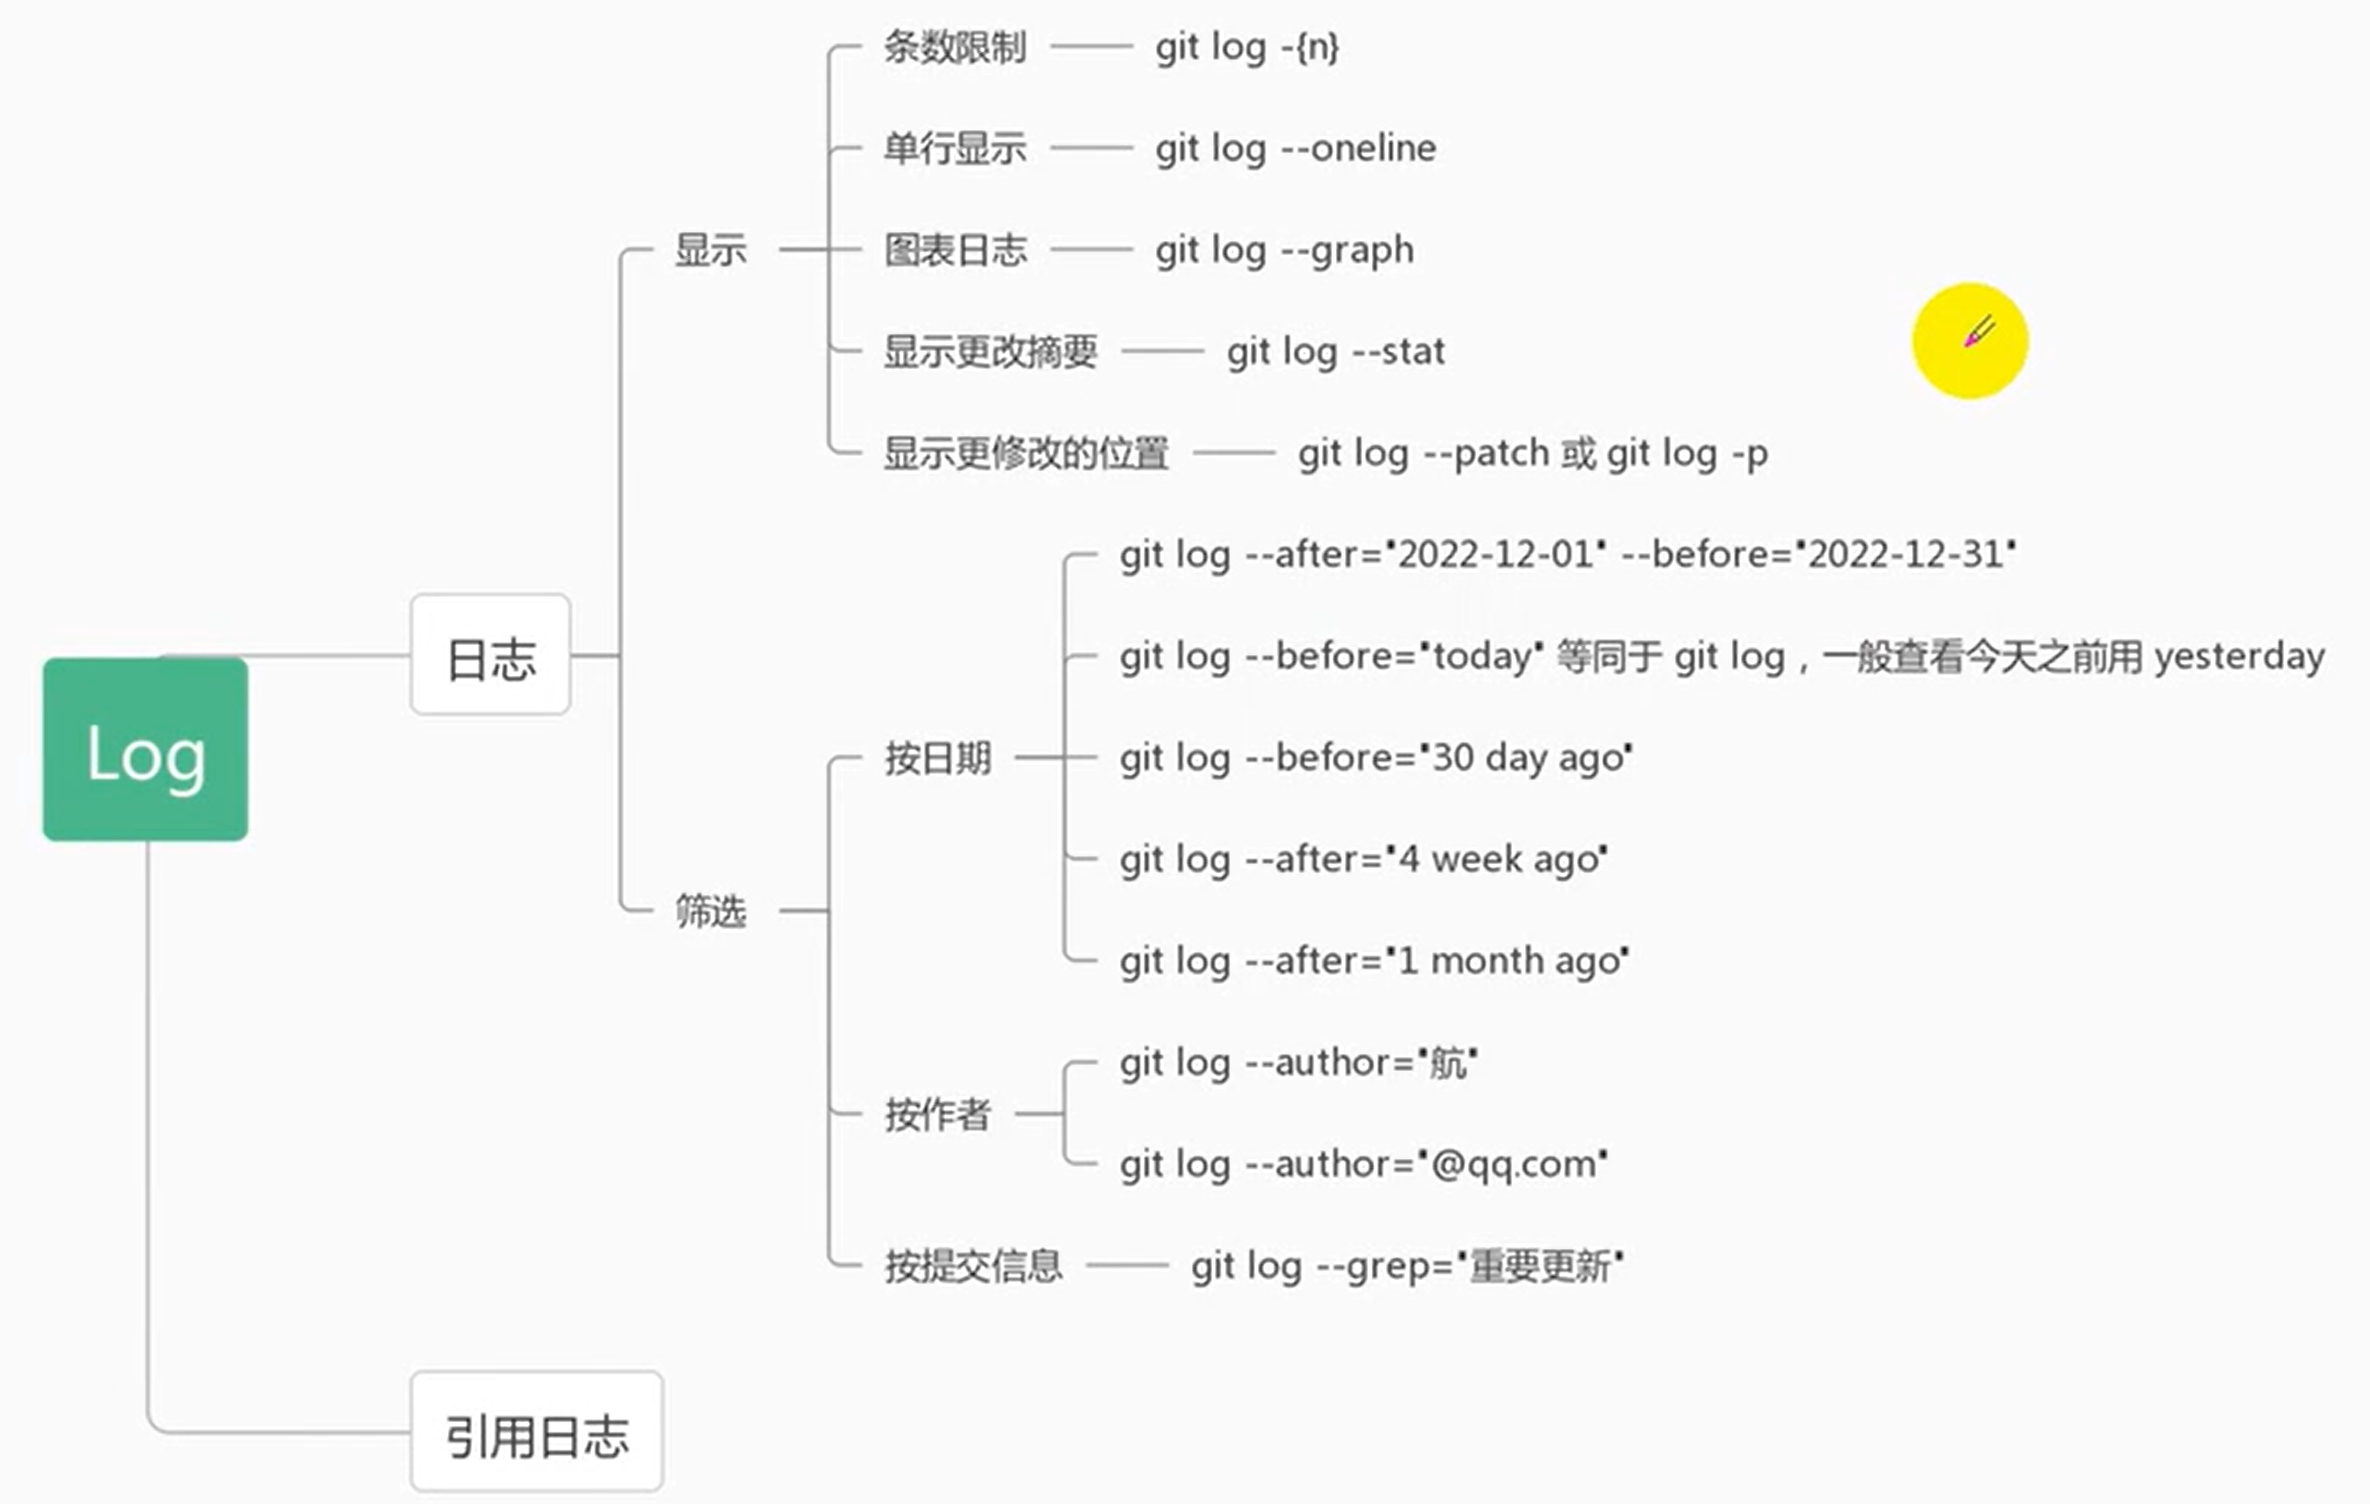 Log
日志
显示
条数限制
git log -{n}
单行显示
git log --oneline
图表日志
git log --graph
显示更改摘要
git log --stat
显示更修改的位置
git log --patch 或 git log -p
筛选
按日期
git log --after="2022-12-01" --before="2022-12-31"
git log --before="today" 等同于 git log，一般查看今天之前用 yesterday
git log --before="30 day ago"
git log --after="4 week ago"
git log --after="1 month ago"
按作者
git log --author="航"
git log --author="@qq.com"
按提交信息
git log --grep="重要更新"
引用日志